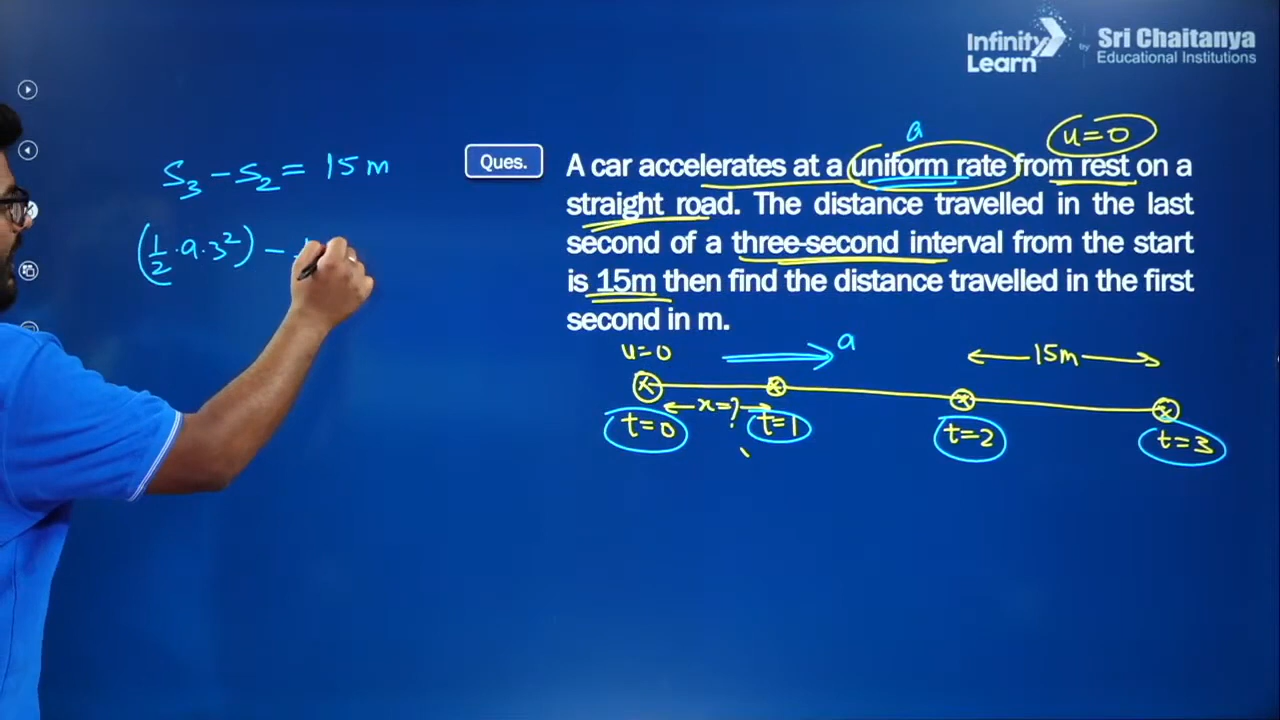 Infinity Learn by Sri Chaitanya Educational Institutions
S₃ - S₂ = 15 m
(1/2 · a · 3²) -
Ques.
a
u=0
A car accelerates at a uniform rate from rest on a
straight road. The distance travelled in the last
second of a three-second interval from the start
is 15m then find the distance travelled in the first
second in m.
u=0
a
15m
x=?
t=0
t=1
t=2
t=3